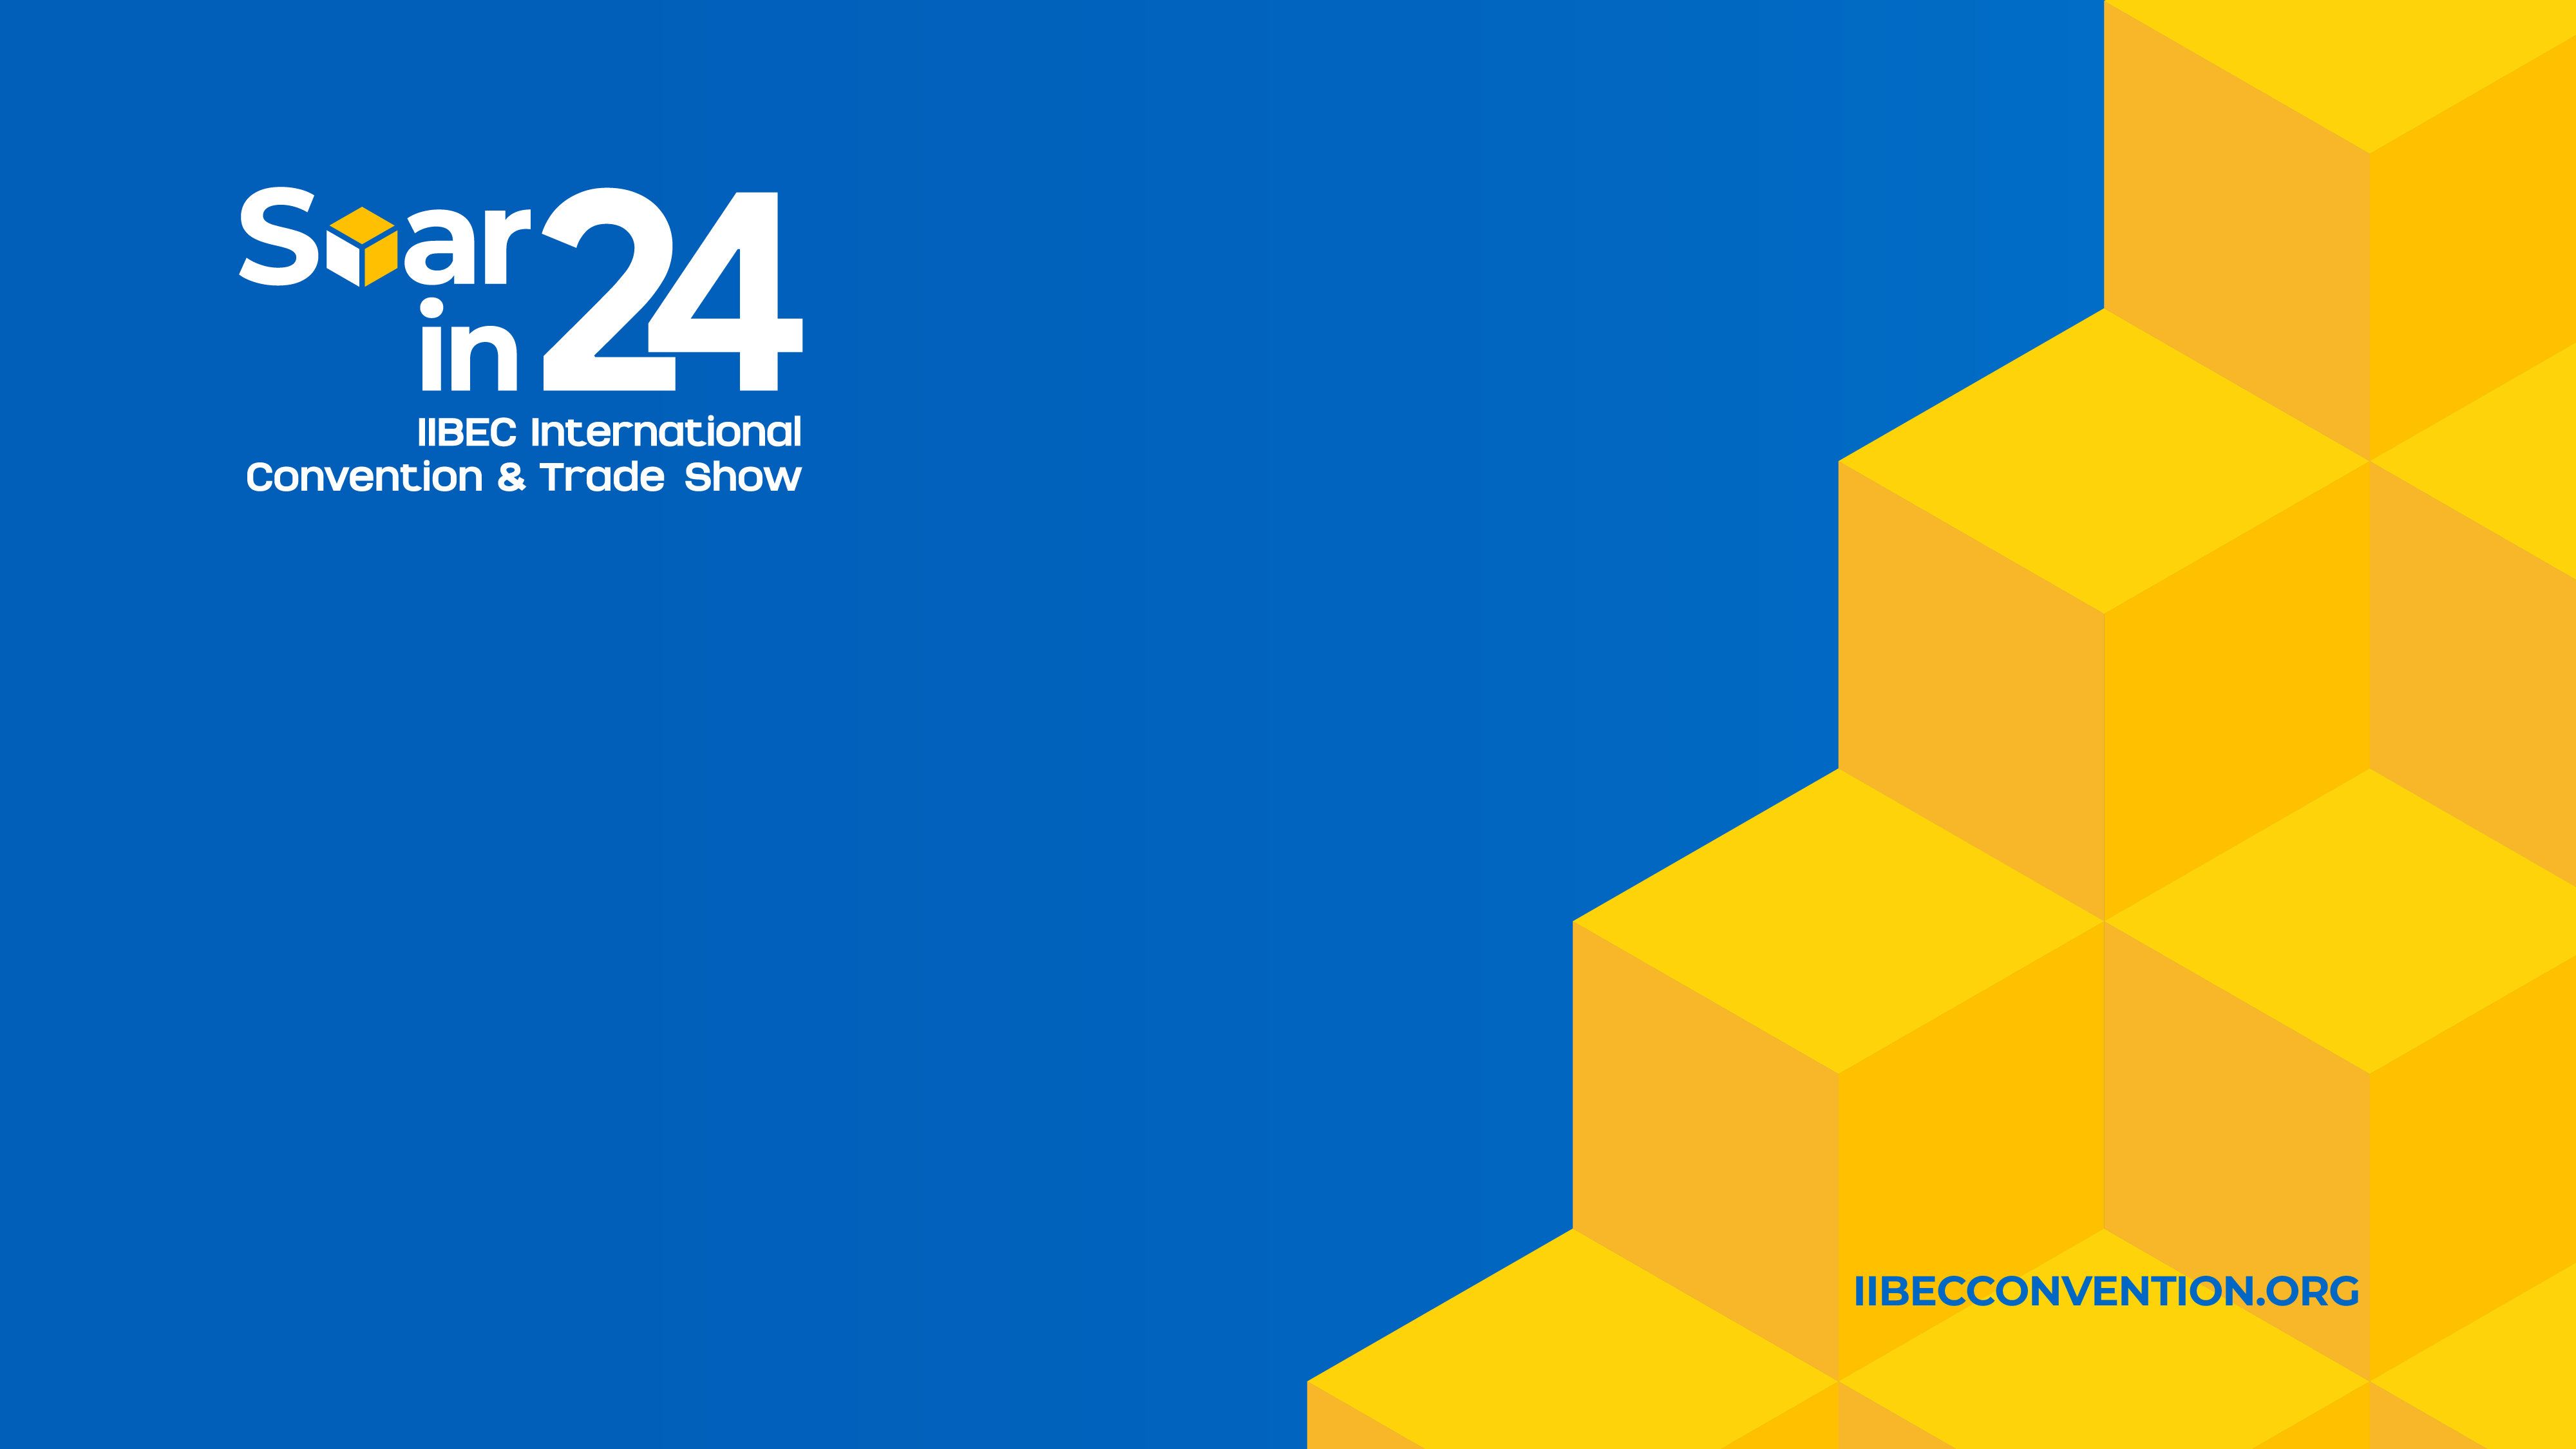 Soar
in 24
IIBEC International
Convention & Trade Show
IIBECCONVENTION.ORG